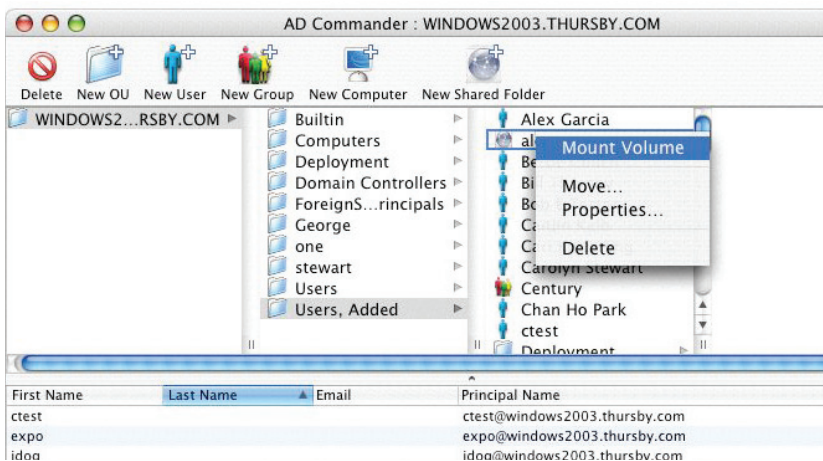 AD Commander : WINDOWS2003.THURSBY.COM
Delete New OU New User New Group New Computer New Shared Folder
WINDOWS2...RSBY.COM
Builtin
Computers
Deployment
Domain Controllers
ForeignS...rincipals
George
one
stewart
Users
Users, Added
Alex Garcia
Carolyn Stewart
Century
Chan Ho Park
ctest
Deployment
Mount Volume
Move...
Properties...
Delete
First Name Last Name Email Principal Name
ctest ctest@windows2003.thursby.com
expo expo@windows2003.thursby.com
idog idog@windows2003.thursby.com